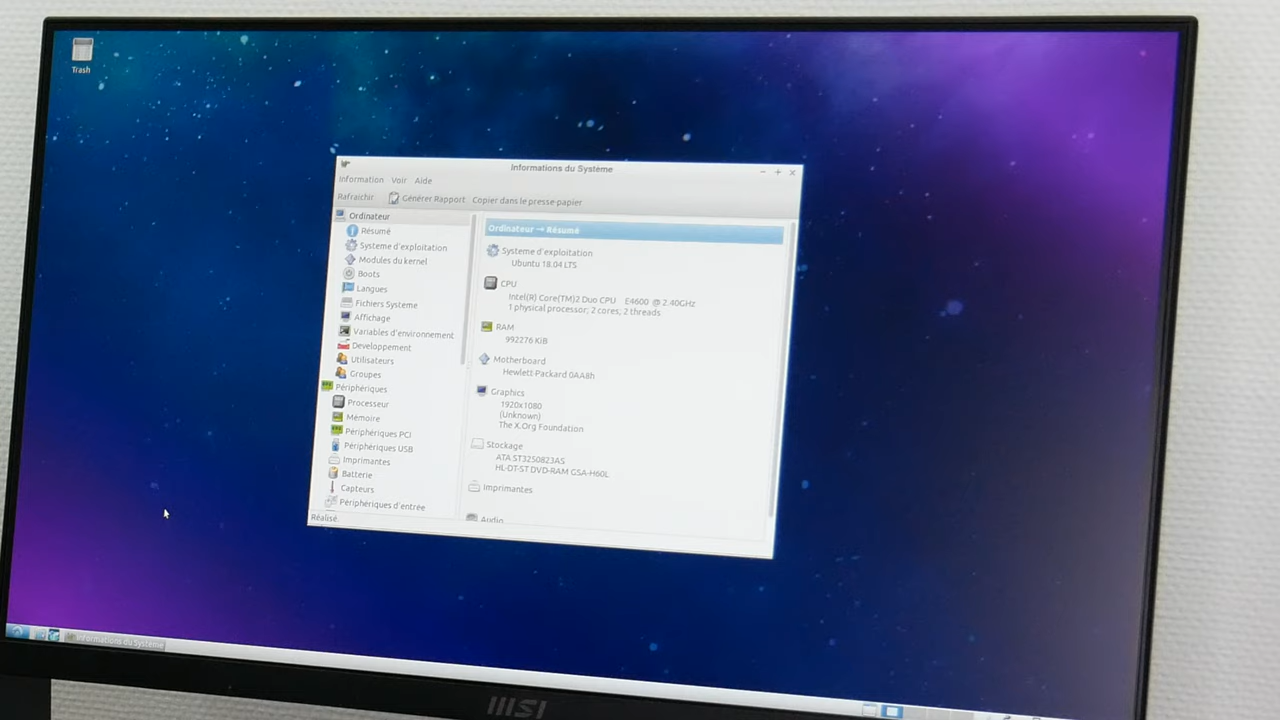 Trash
Informations du Système
Information Voir Aide
Rafraichir Générer Rapport Copier dans le presse-papier
Ordinateur
Résumé
Systeme d'exploitation
Modules du kernel
Boots
Langues
Fichiers Systeme
Affichage
Variables d'environnement
Developpement
Utilisateurs
Groupes
Périphériques
Processeur
Mémoire
Périphériques PCI
Périphériques USB
Imprimantes
Batterie
Capteurs
Périphériques d'entrée
Réalisé.
Ordinateur → Résumé
Systeme d'exploitation
Ubuntu 18.04 LTS
CPU
Intel(R) Core(TM)2 Duo CPU E4600 @ 2.40GHz
1 physical processor; 2 cores; 2 threads
RAM
992276 KiB
Motherboard
Hewlett-Packard 0AA8h
Graphics
1920x1080
(Unknown)
The X.Org Foundation
Stockage
ATA ST3250823AS
HL-DT-ST DVD-RAM GSA-H60L
Imprimantes
Audio
Informations du Système
msi